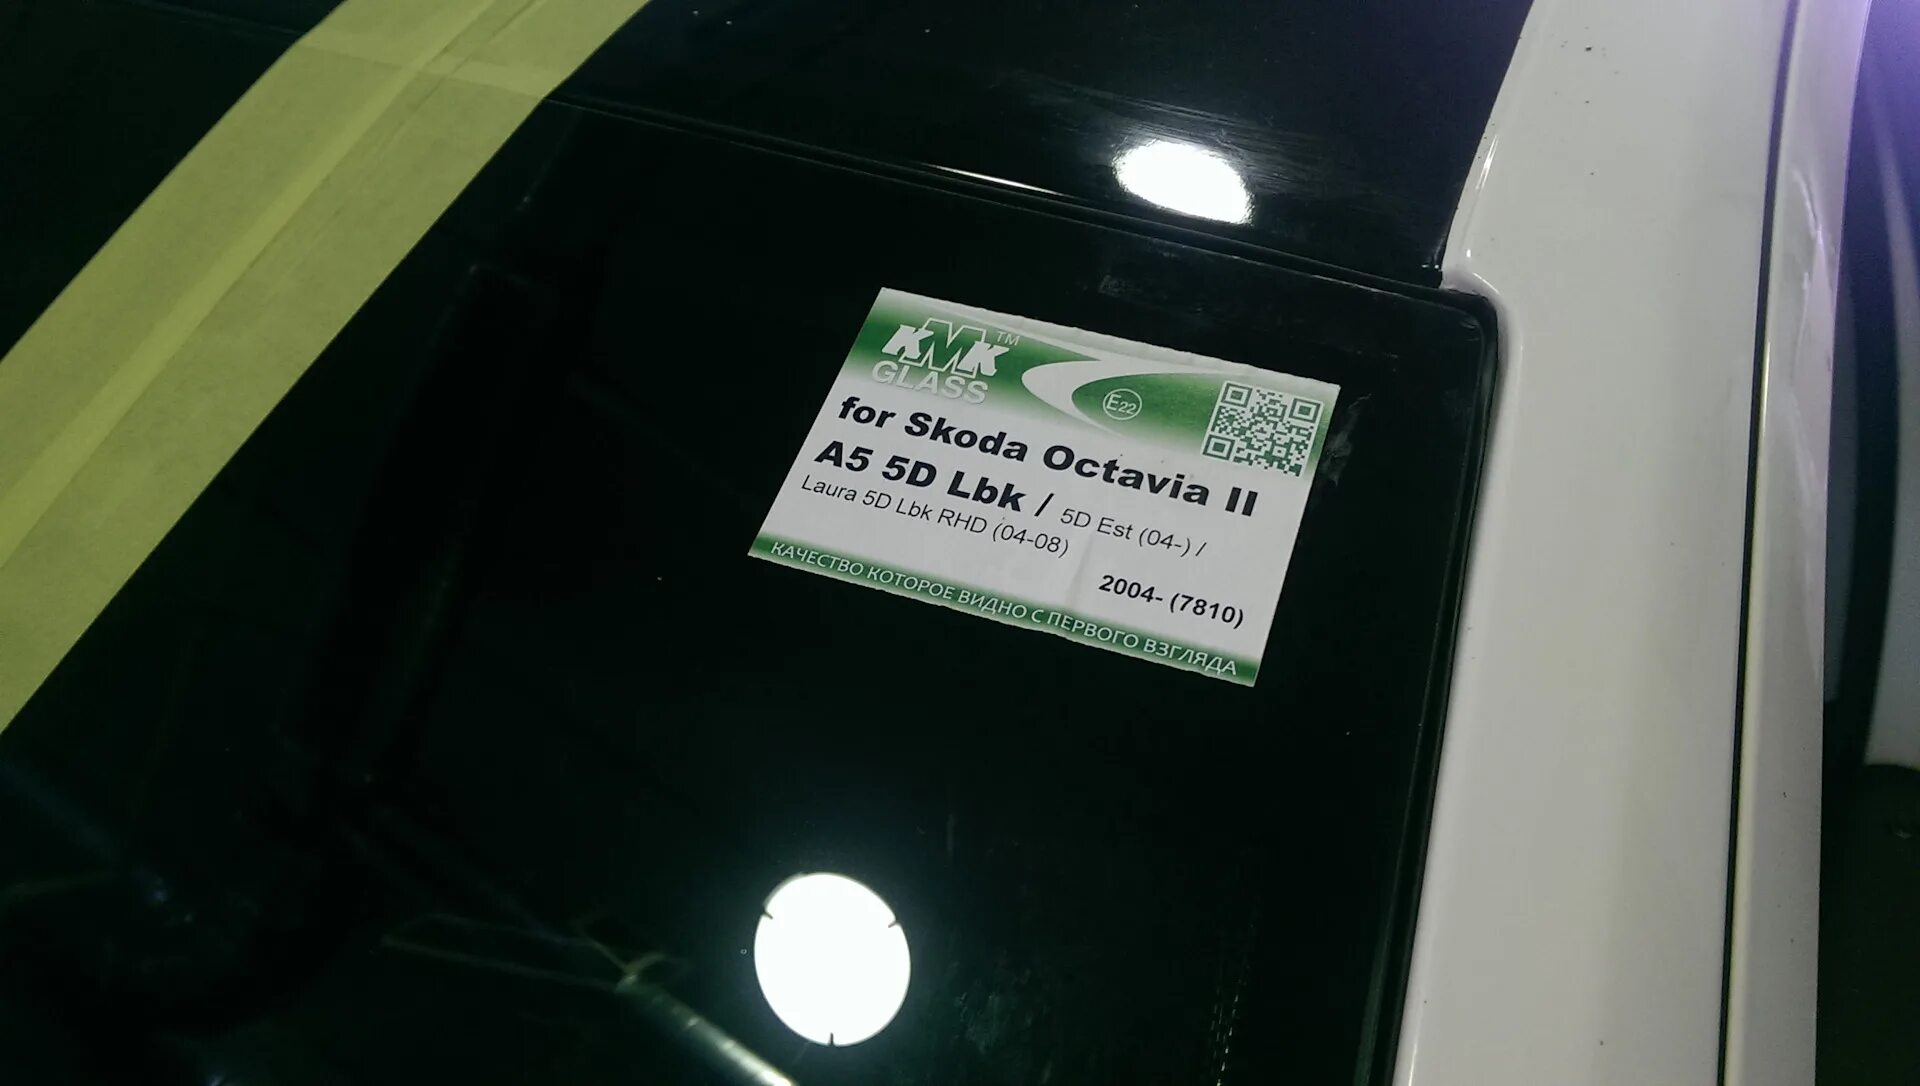 KMK™
GLASS
E22
for Skoda Octavia II
A5 5D Lbk / 5D Est (04-) /
Laura 5D Lbk RHD (04-08)
2004- (7810)
КАЧЕСТВО КОТОРОЕ ВИДНО С ПЕРВОГО ВЗГЛЯДА